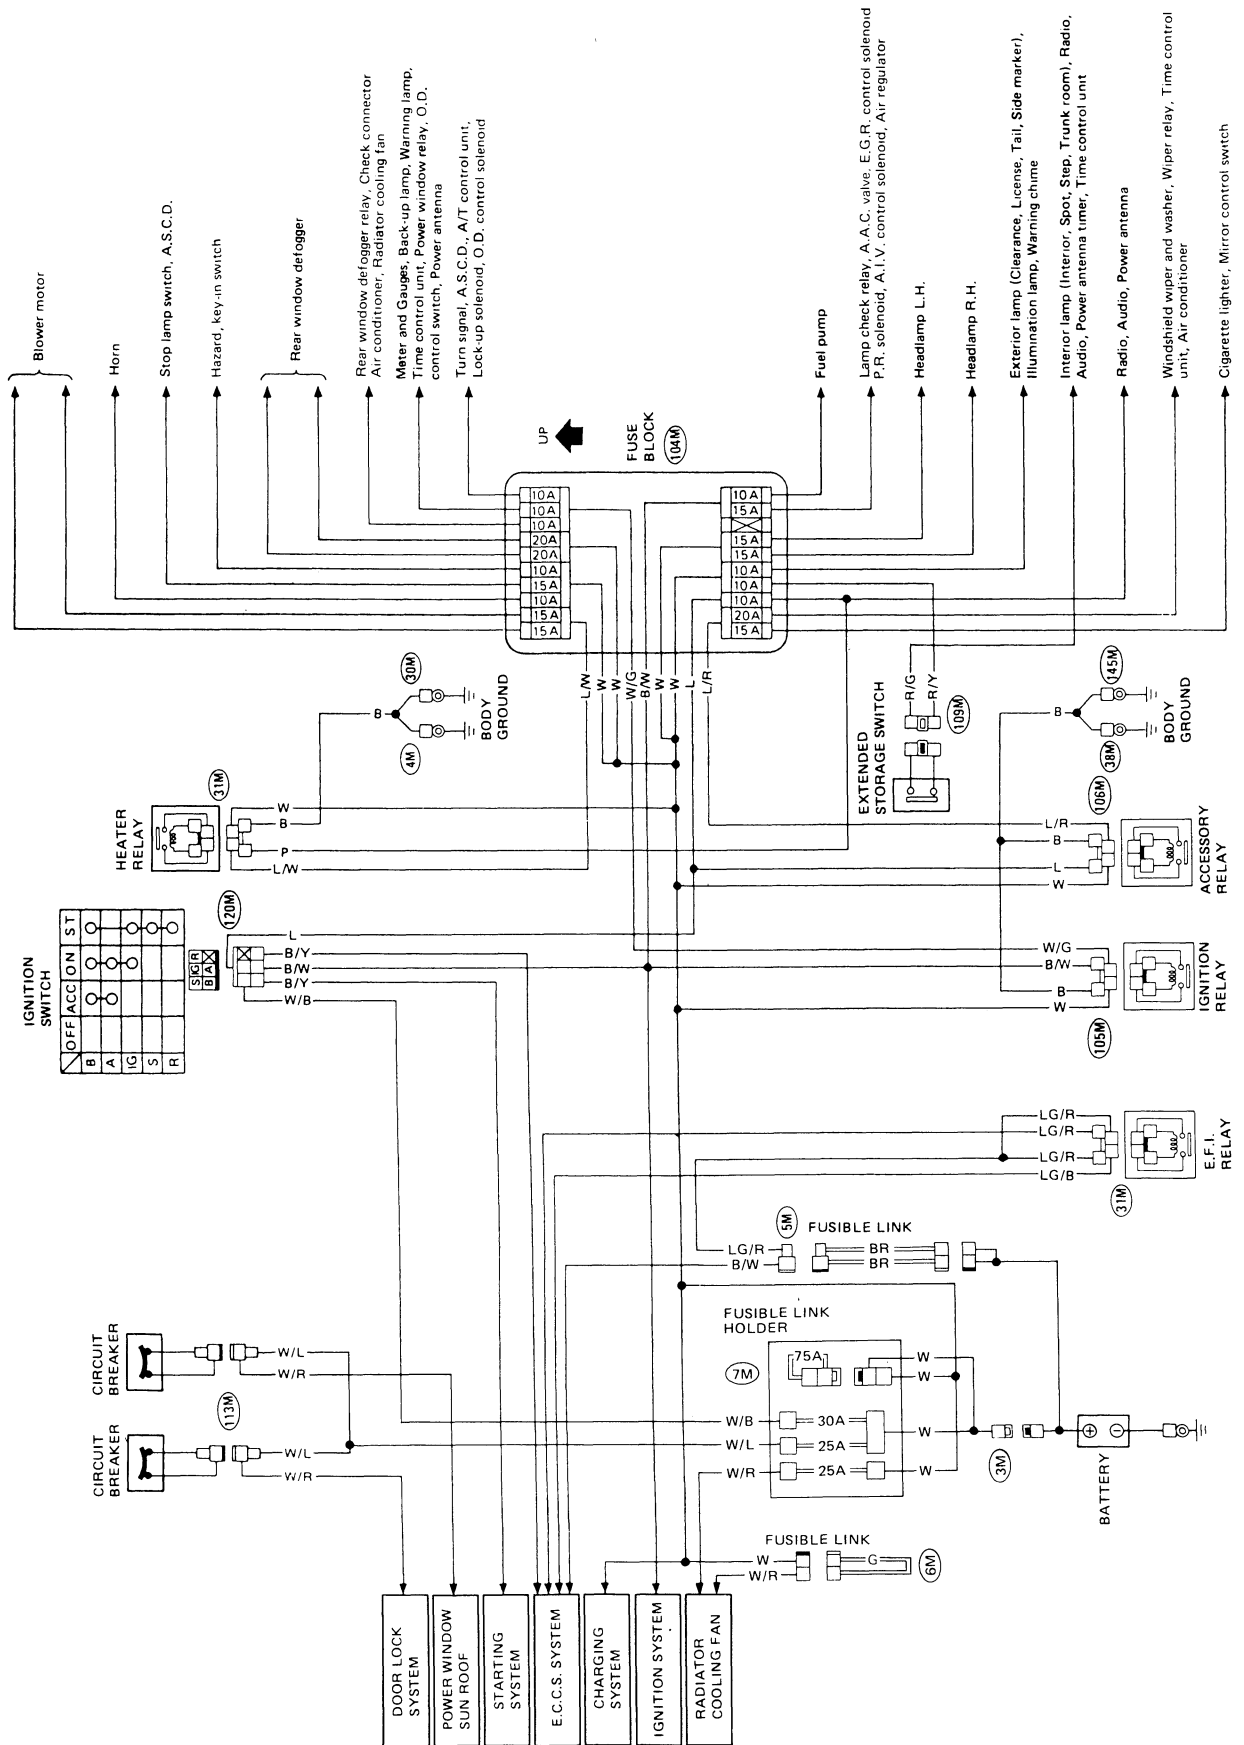 Blower motor
Horn
Stop lamp switch, A.S.C.D.
Hazard, key-in switch
Rear window defogger
Rear window defogger relay, Check connector
Air conditioner, Radiator cooling fan
Meter and Gauges, Back-up lamp, Warning lamp,
Time control unit, Power window relay, O.D.
control switch, Power antenna
Turn signal, A.S.C.D., A/T control unit,
Lock-up solenoid, O.D. control solenoid
Fuel pump
Lamp check relay, A.A.C. valve. E.G.R. control solenoid
P.R. solenoid, A.I.V. control solenoid, Air regulator
Headlamp L.H.
Headlamp R.H.
Exterior lamp (Clearance, License, Tail, Side marker),
Illumination lamp, Warning chime
Interior lamp (Interior, Spot, Step, Trunk room), Radio,
Audio, Power antenna timer, Time control unit
Radio, Audio, Power antenna
Windshield wiper and washer, Wiper relay, Time control
unit, Air conditioner
Cigarette lighter, Mirror control switch
UP
FUSE
BLOCK
104M
10A
10A
10A
20A
20A
10A
15A
10A
15A
15A
10A
15A
15A
15A
10A
10A
10A
20A
15A
L/W
W
W
W/G
B/W
W
L
L/R
HEATER
RELAY
31M
W
B
P
L/W
B
4M
30M
BODY
GROUND
EXTENDED
STORAGE SWITCH
R/G
R/Y
109M
B
38M
145M
BODY
GROUND
106M
L/R
B
L
W
ACCESSORY
RELAY
IGNITION
SWITCH
OFF ACC ON ST
B
A
IG
S
R
S IG R
B A
120M
L
B/Y
B/W
B/Y
W/B
W/G
B/W
B
W
105M
IGNITION
RELAY
LG/R
LG/R
LG/R
LG/B
31M
E.F.I.
RELAY
5M
FUSIBLE LINK
LG/R
B/W
BR
BR
FUSIBLE LINK
HOLDER
7M
75A
W
W
W/B
30A
W/L
25A
W
W/R
25A
W
3M
BATTERY
CIRCUIT
BREAKER
W/L
W/R
113M
CIRCUIT
BREAKER
W/L
W/R
FUSIBLE LINK
W
W/R
G
6M
DOOR LOCK
SYSTEM
POWER WINDOW
SUN ROOF
STARTING
SYSTEM
E.C.C.S. SYSTEM
CHARGING
SYSTEM
IGNITION SYSTEM
RADIATOR
COOLING FAN